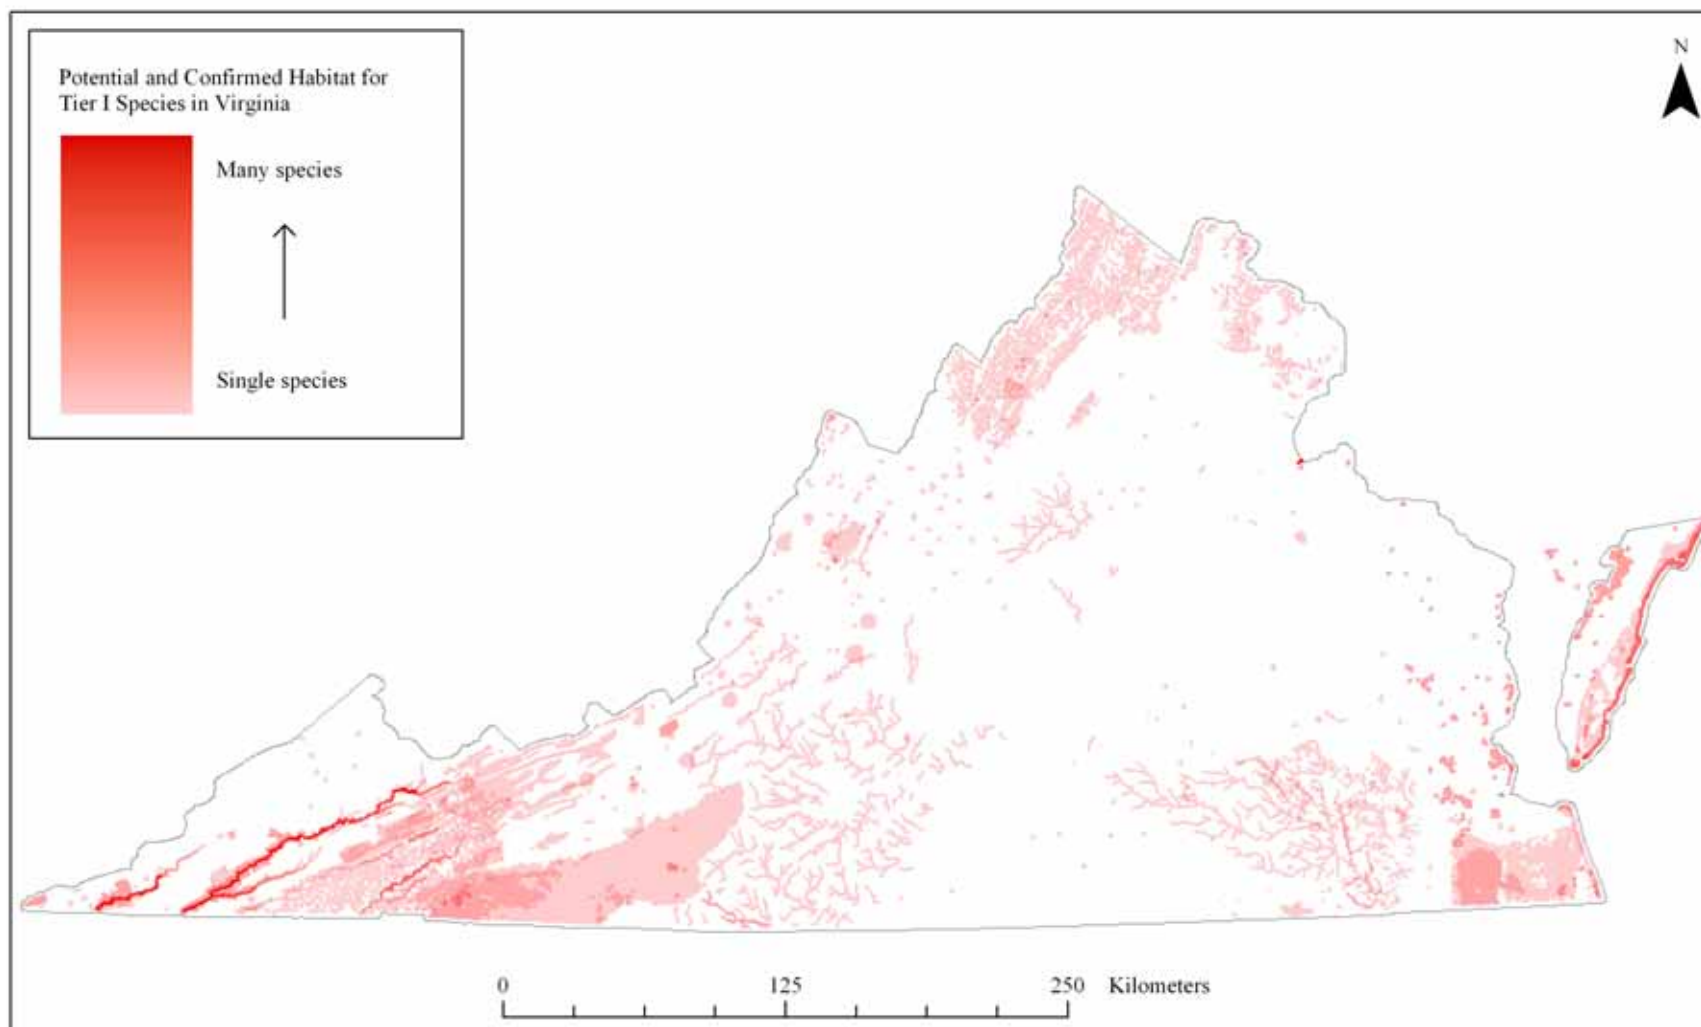 Potential and Confirmed Habitat for
Tier I Species in Virginia
Many species
Single species
N
0 125 250 Kilometers